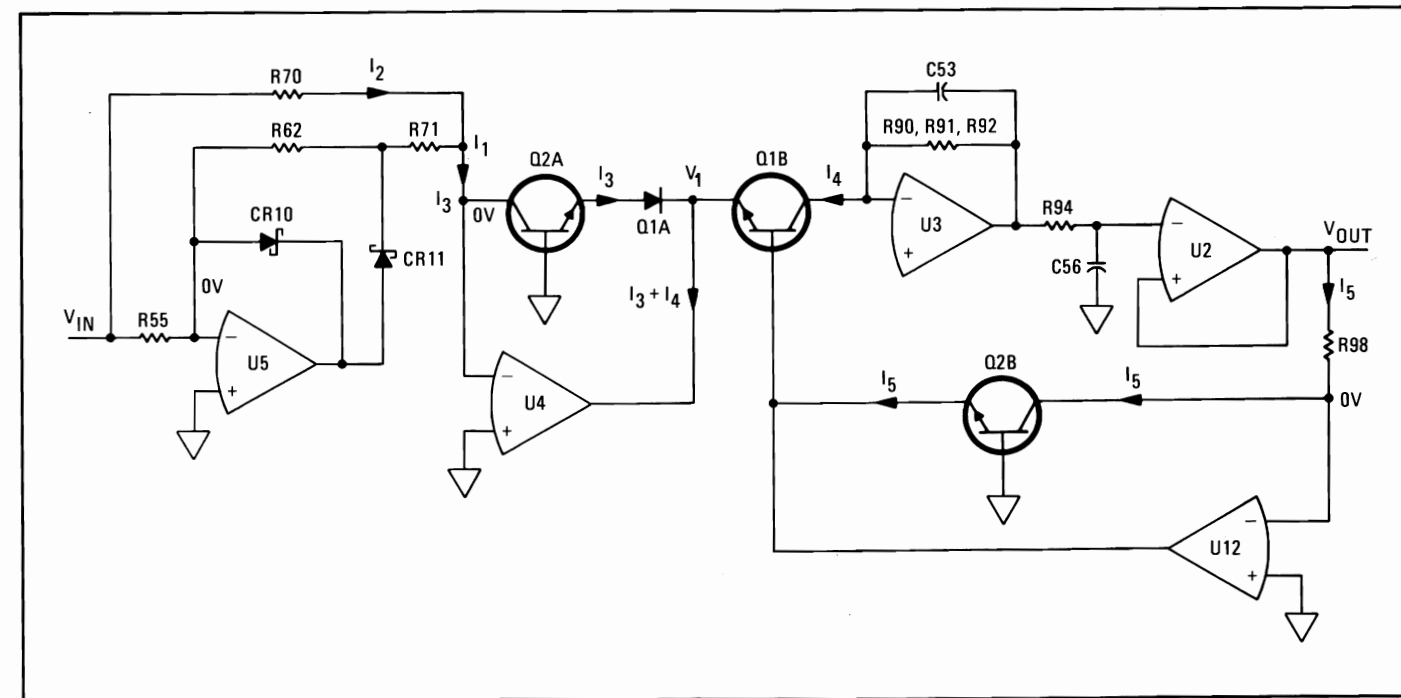 R70
I2
R62
R71
I1
Q2A
I3
Q1A
V1
Q1B
I4
C53
R90, R91, R92
I3
0V
CR10
CR11
0V
VIN
R55
U5
−
+
U4
−
+
I3 + I4
U3
−
+
R94
C56
U2
−
+
VOUT
I5
R98
0V
Q2B
I5
I5
U12
−
+